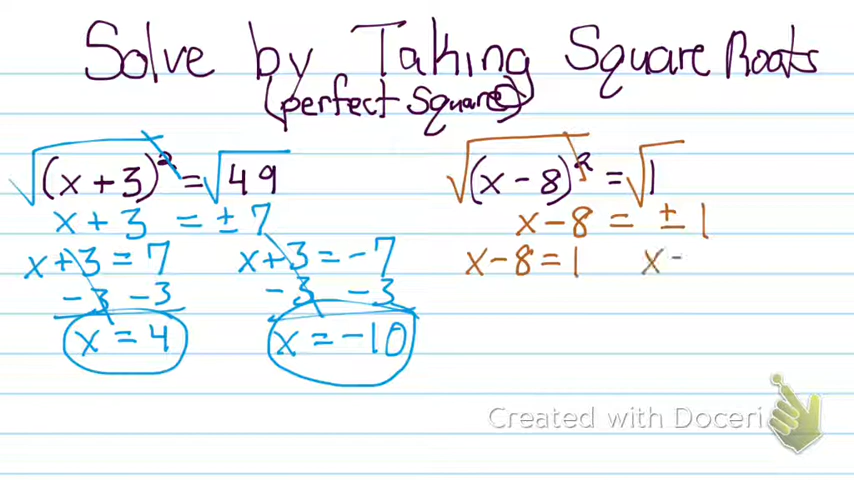 Solve by Taking Square Roots
(perfect square)
√(x + 3)² = √49
x + 3 = ± 7
x + 3 = 7
- 3 - 3
x = 4
x + 3 = - 7
- 3 - 3
x = -10
√(x - 8)² = √1
x - 8 = ± 1
x - 8 = 1
x -
Created with Doceri